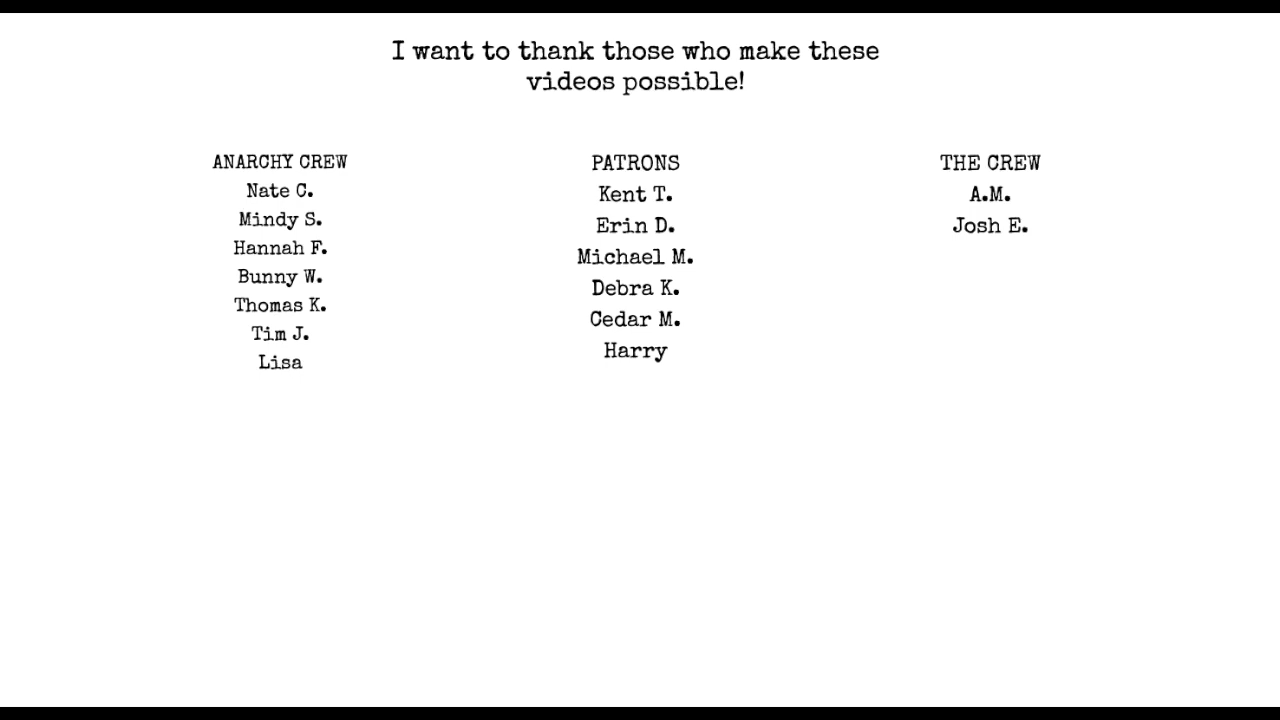 I want to thank those who make these
videos possible!
ANARCHY CREW
Nate C.
Mindy S.
Hannah F.
Bunny W.
Thomas K.
Tim J.
Lisa
PATRONS
Kent T.
Erin D.
Michael M.
Debra K.
Cedar M.
Harry
THE CREW
A.M.
Josh E.